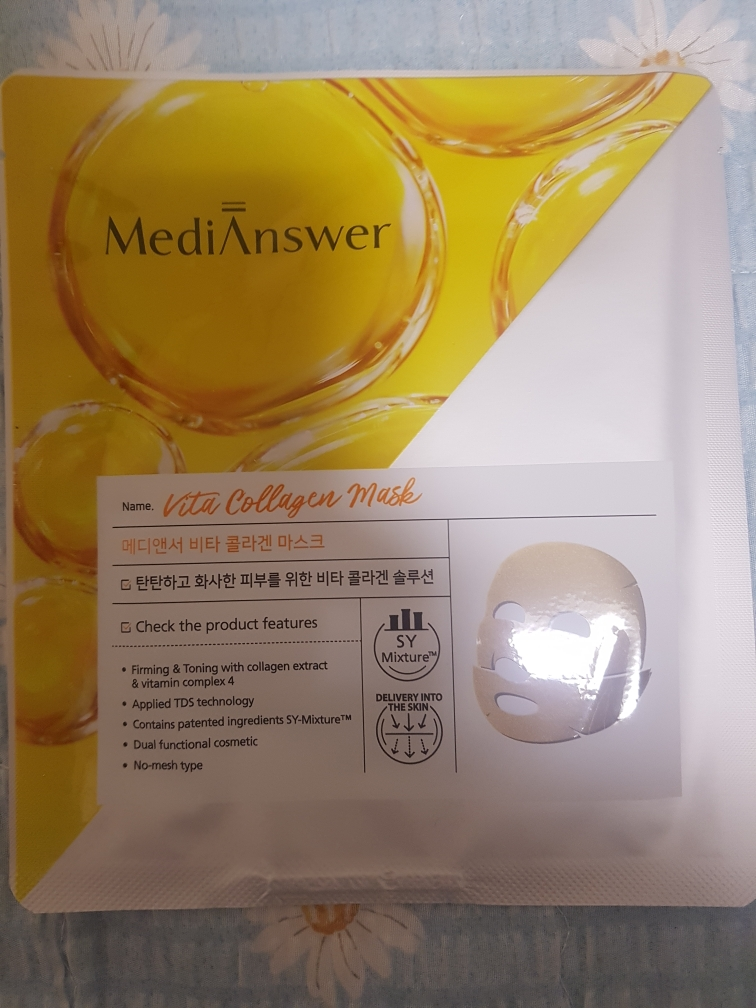 MediAnswer
Name. Vita Collagen Mask
메디앤서 비타 콜라겐 마스크
탄탄하고 화사한 피부를 위한 비타 콜라겐 솔루션
Check the product features
• Firming & Toning with collagen extract
& vitamin complex 4
• Applied TDS technology
• Contains patented ingredients SY-Mixture™
• Dual functional cosmetic
• No-mesh type
SY
Mixture™
DELIVERY INTO
THE SKIN